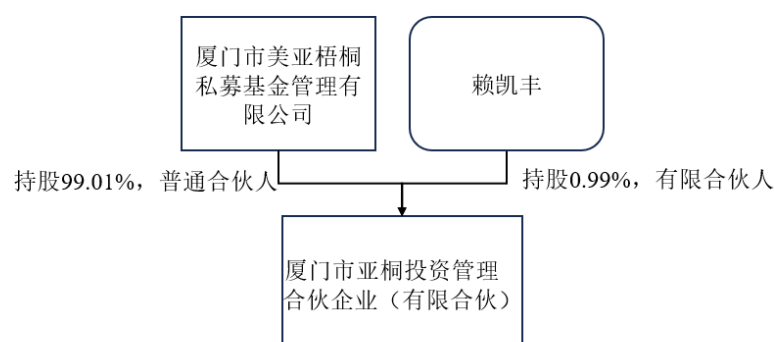 厦门市美亚梧桐
私募基金管理有
限公司
赖凯丰
持股99.01%，普通合伙人
持股0.99%，有限合伙人
厦门市亚桐投资管理
合伙企业（有限合伙）